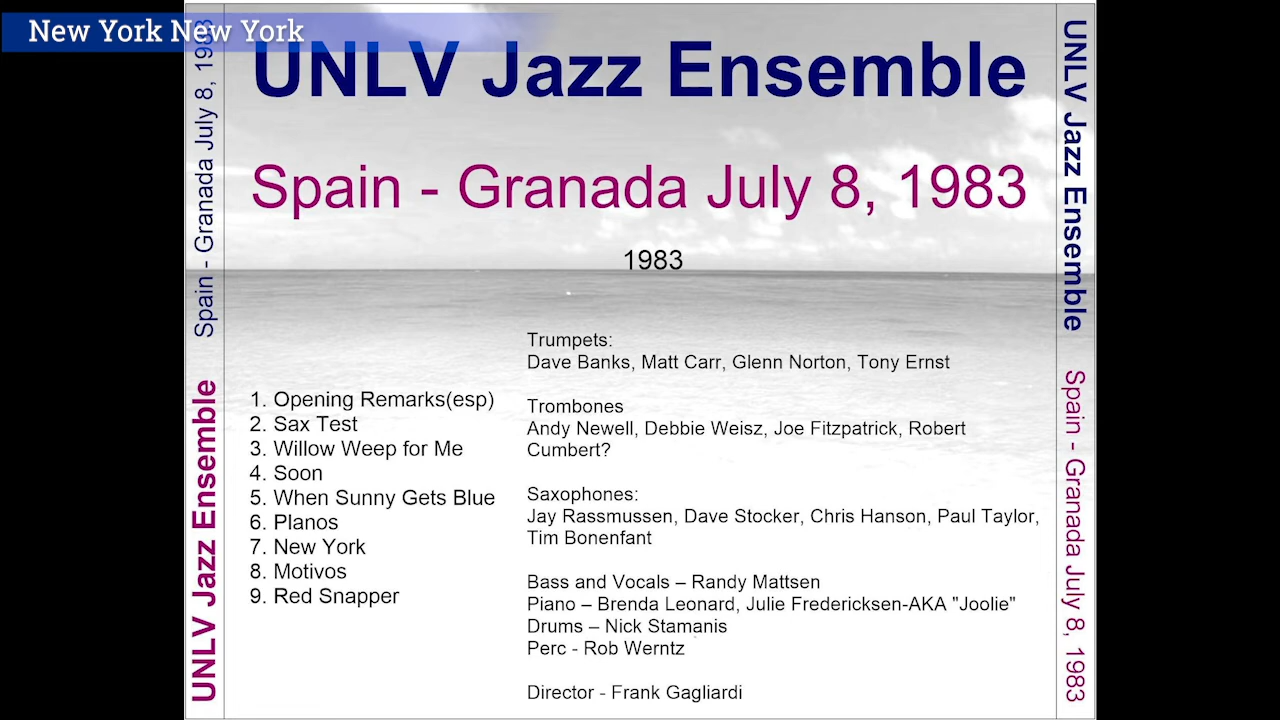 New York New York
UNLV Jazz Ensemble
Spain - Granada July 8, 1983
1983
1. Opening Remarks(esp)
2. Sax Test
3. Willow Weep for Me
4. Soon
5. When Sunny Gets Blue
6. Planos
7. New York
8. Motivos
9. Red Snapper
Trumpets:
Dave Banks, Matt Carr, Glenn Norton, Tony Ernst
Trombones
Andy Newell, Debbie Weisz, Joe Fitzpatrick, Robert
Cumbert?
Saxophones:
Jay Rassmussen, Dave Stocker, Chris Hanson, Paul Taylor,
Tim Bonenfant
Bass and Vocals – Randy Mattsen
Piano – Brenda Leonard, Julie Fredericksen-AKA "Joolie"
Drums – Nick Stamanis
Perc - Rob Werntz
Director - Frank Gagliardi
UNLV Jazz Ensemble Spain - Granada July 8, 1983
UNLV Jazz Ensemble Spain - Granada July 8, 1983